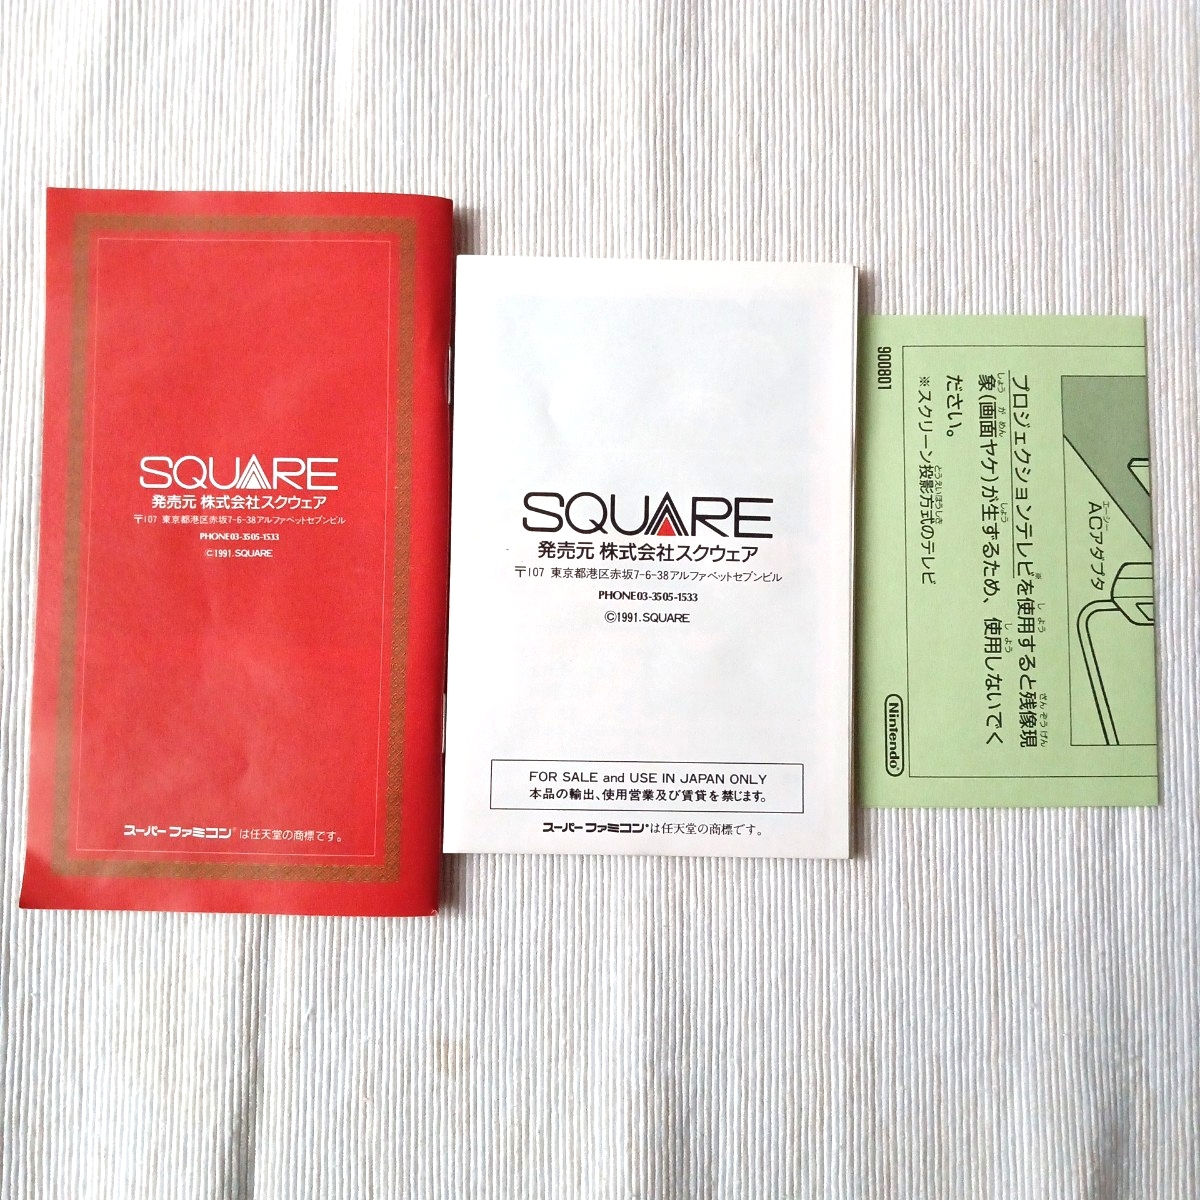 SQUARE
発売元 株式会社スクウェア
〒107 東京都港区赤坂7-6-38アルファベットセブンビル
PHONE03-3505-1533
©1991.SQUARE
スーパーファミコン®は任天堂の商標です。
SQUARE
発売元 株式会社スクウェア
〒107 東京都港区赤坂7-6-38アルファベットセブンビル
PHONE03-3505-1533
©1991.SQUARE
FOR SALE and USE IN JAPAN ONLY
本品の輸出、使用営業及び賃貸を禁じます。
スーパーファミコン®は任天堂の商標です。
エーシー
ACアダプタ
プロジェクションテレビ※を使用すると残像現
象(画面ヤケ)が生ずるため、使用しないでく
ださい。
※スクリーン投影方式のテレビ
900801
Nintendo®